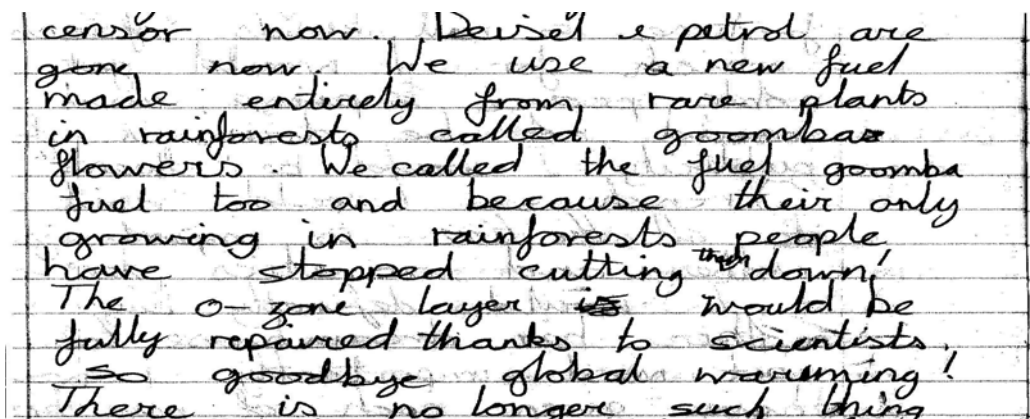 censor now. Deisel & petrol are
gone now. We use a new fuel
made entirely from rare plants
in rainforests called goomba
flowers. We called the fuel goomba
fuel too and because their only
growing in rainforests people
have stopped cutting them down!
The o-zone layer is would be
fully repaired thanks to scientists.
So goodbye global warming!
There is no longer such thing